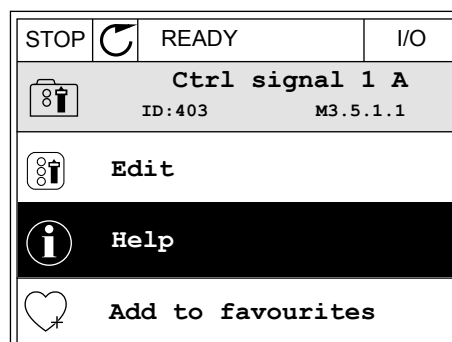 STOP READY I/O
Ctrl signal 1 A
ID:403 M3.5.1.1
Edit
Help
Add to favourites